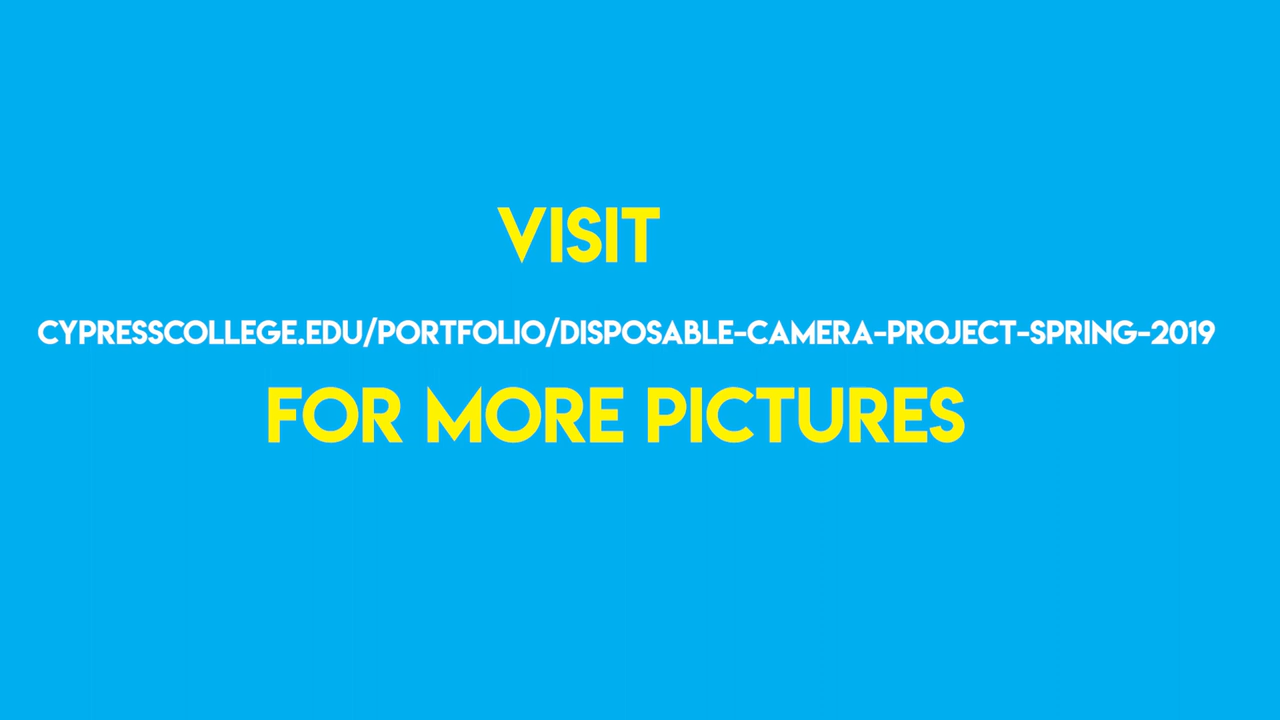 VISIT
CYPRESSCOLLEGE.EDU/PORTFOLIO/DISPOSABLE-CAMERA-PROJECT-SPRING-2019
FOR MORE PICTURES